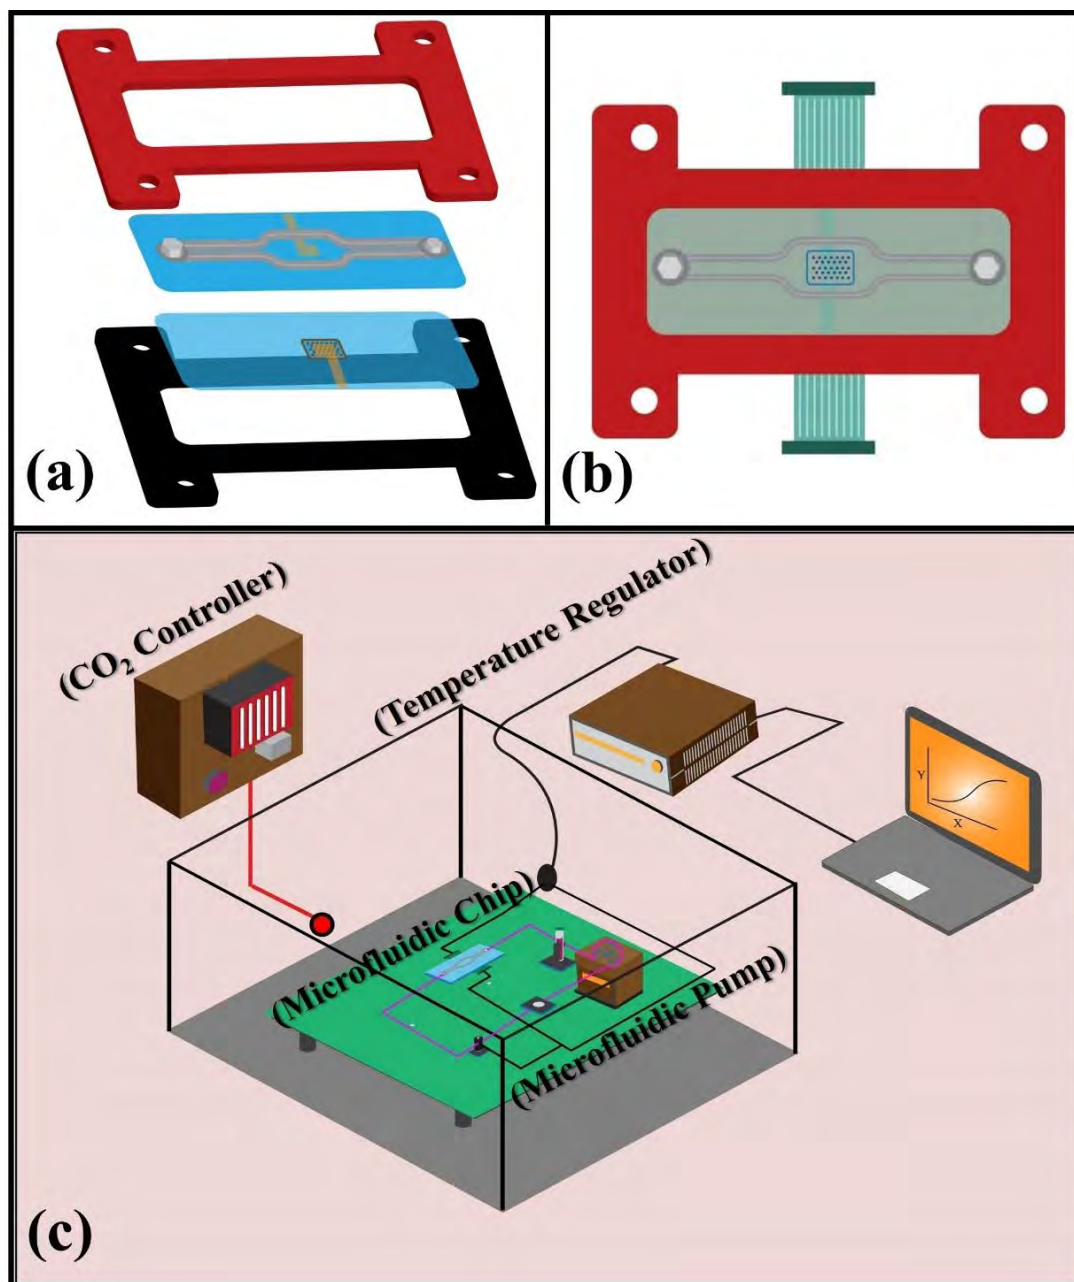 (a)
(b)
(CO₂ Controller)
(Temperature Regulator)
Y
X
(Microfluidic Chip)
(Microfluidic Pump)
(c)